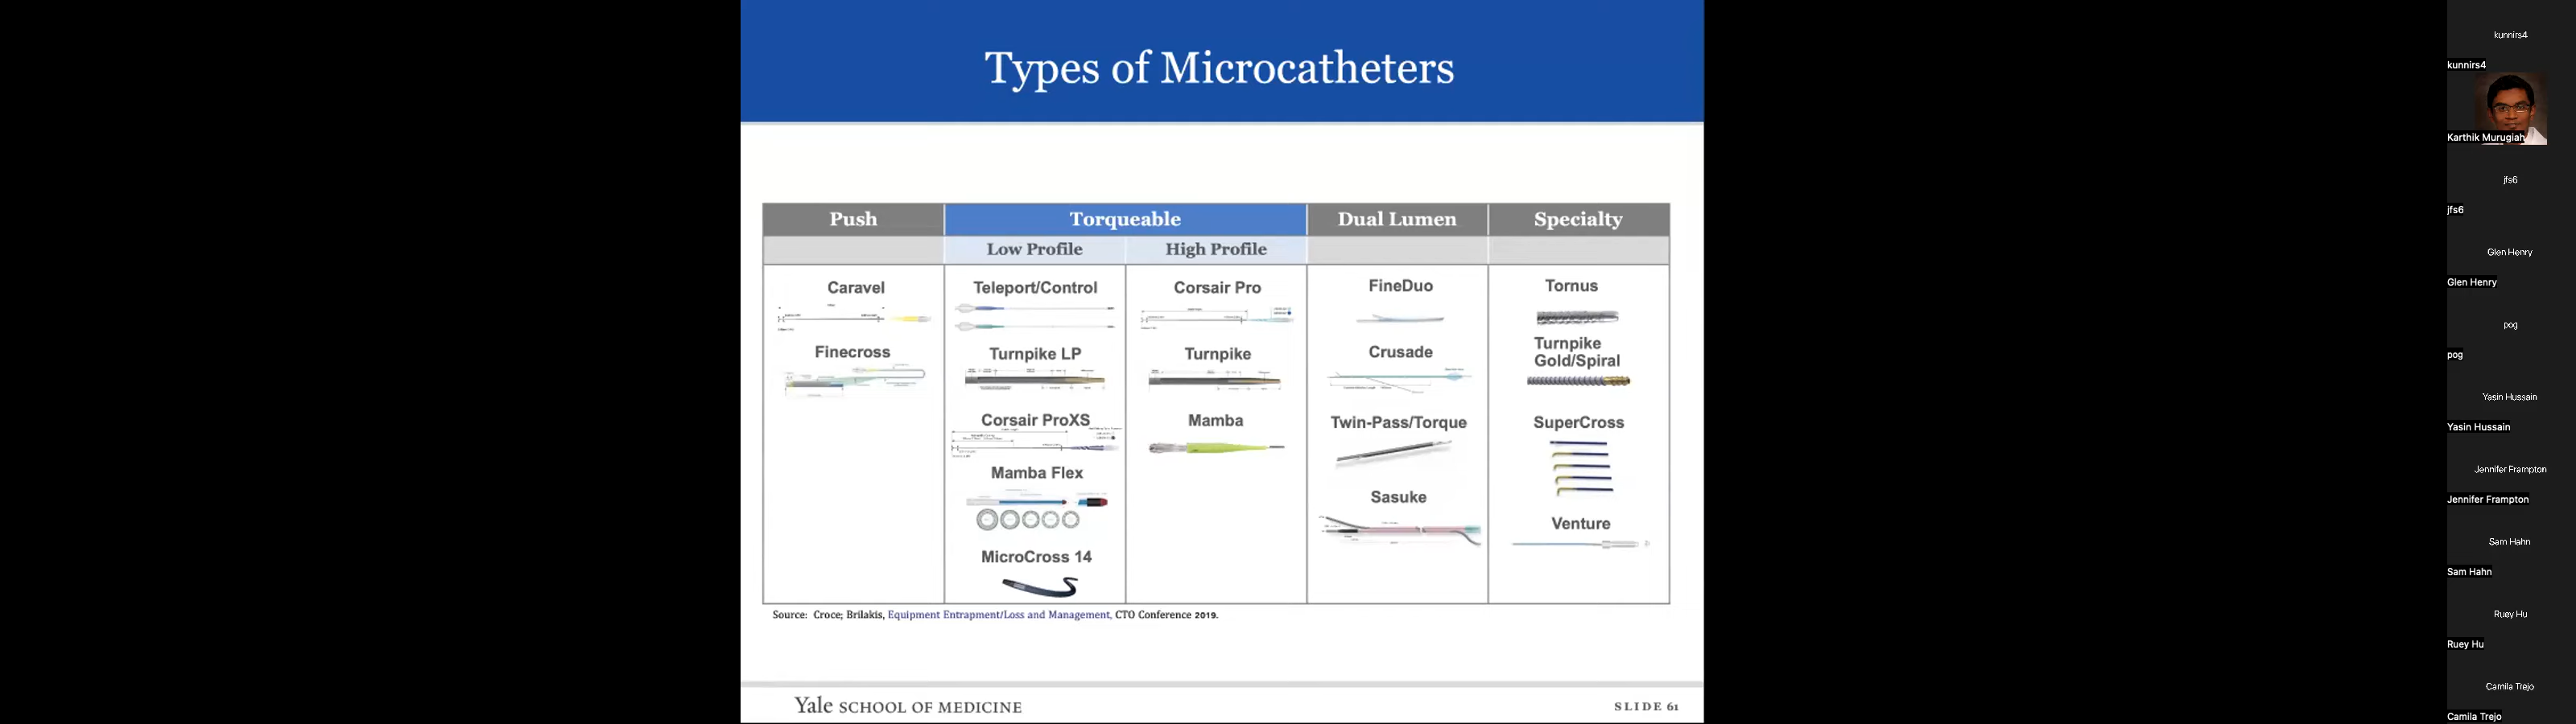 Types of Microcatheters
Push Torqueable Dual Lumen Specialty
Low Profile High Profile
Caravel
Finecross
Teleport/Control
Turnpike LP
Corsair ProXS
Mamba Flex
MicroCross 14
Corsair Pro
Turnpike
Mamba
FineDuo
Crusade
Twin-Pass/Torque
Sasuke
Tornus
Turnpike
Gold/Spiral
SuperCross
Venture
Source: Croce; Brilakis, Equipment Entrapment/Loss and Management, CTO Conference 2019.
Yale SCHOOL OF MEDICINE
SLIDE 61
kunnirs4
kunnirs4
Karthik Murugiah
jfs6
jfs6
Glen Henry
Glen Henry
pog
pog
Yasin Hussain
Yasin Hussain
Jennifer Frampton
Jennifer Frampton
Sam Hahn
Sam Hahn
Ruey Hu
Ruey Hu
Camila Trejo
Camila Trejo